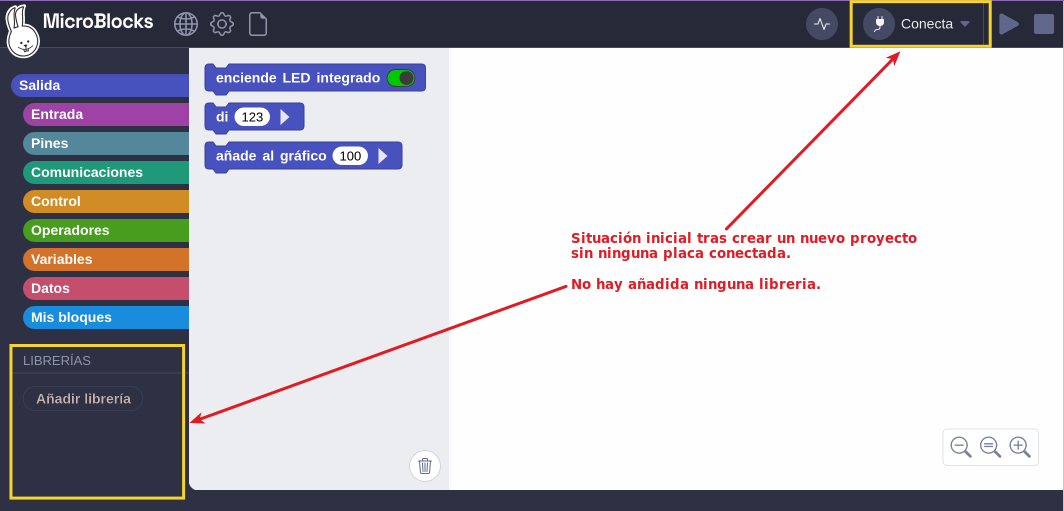 MicroBlocks
Conecta
Salida
Entrada
Pines
Comunicaciones
Control
Operadores
Variables
Datos
Mis bloques
LIBRERÍAS
Añadir librería
enciende LED integrado
di 123
añade al gráfico 100
Situación inicial tras crear un nuevo proyecto
sin ninguna placa conectada.
No hay añadida ninguna libreria.